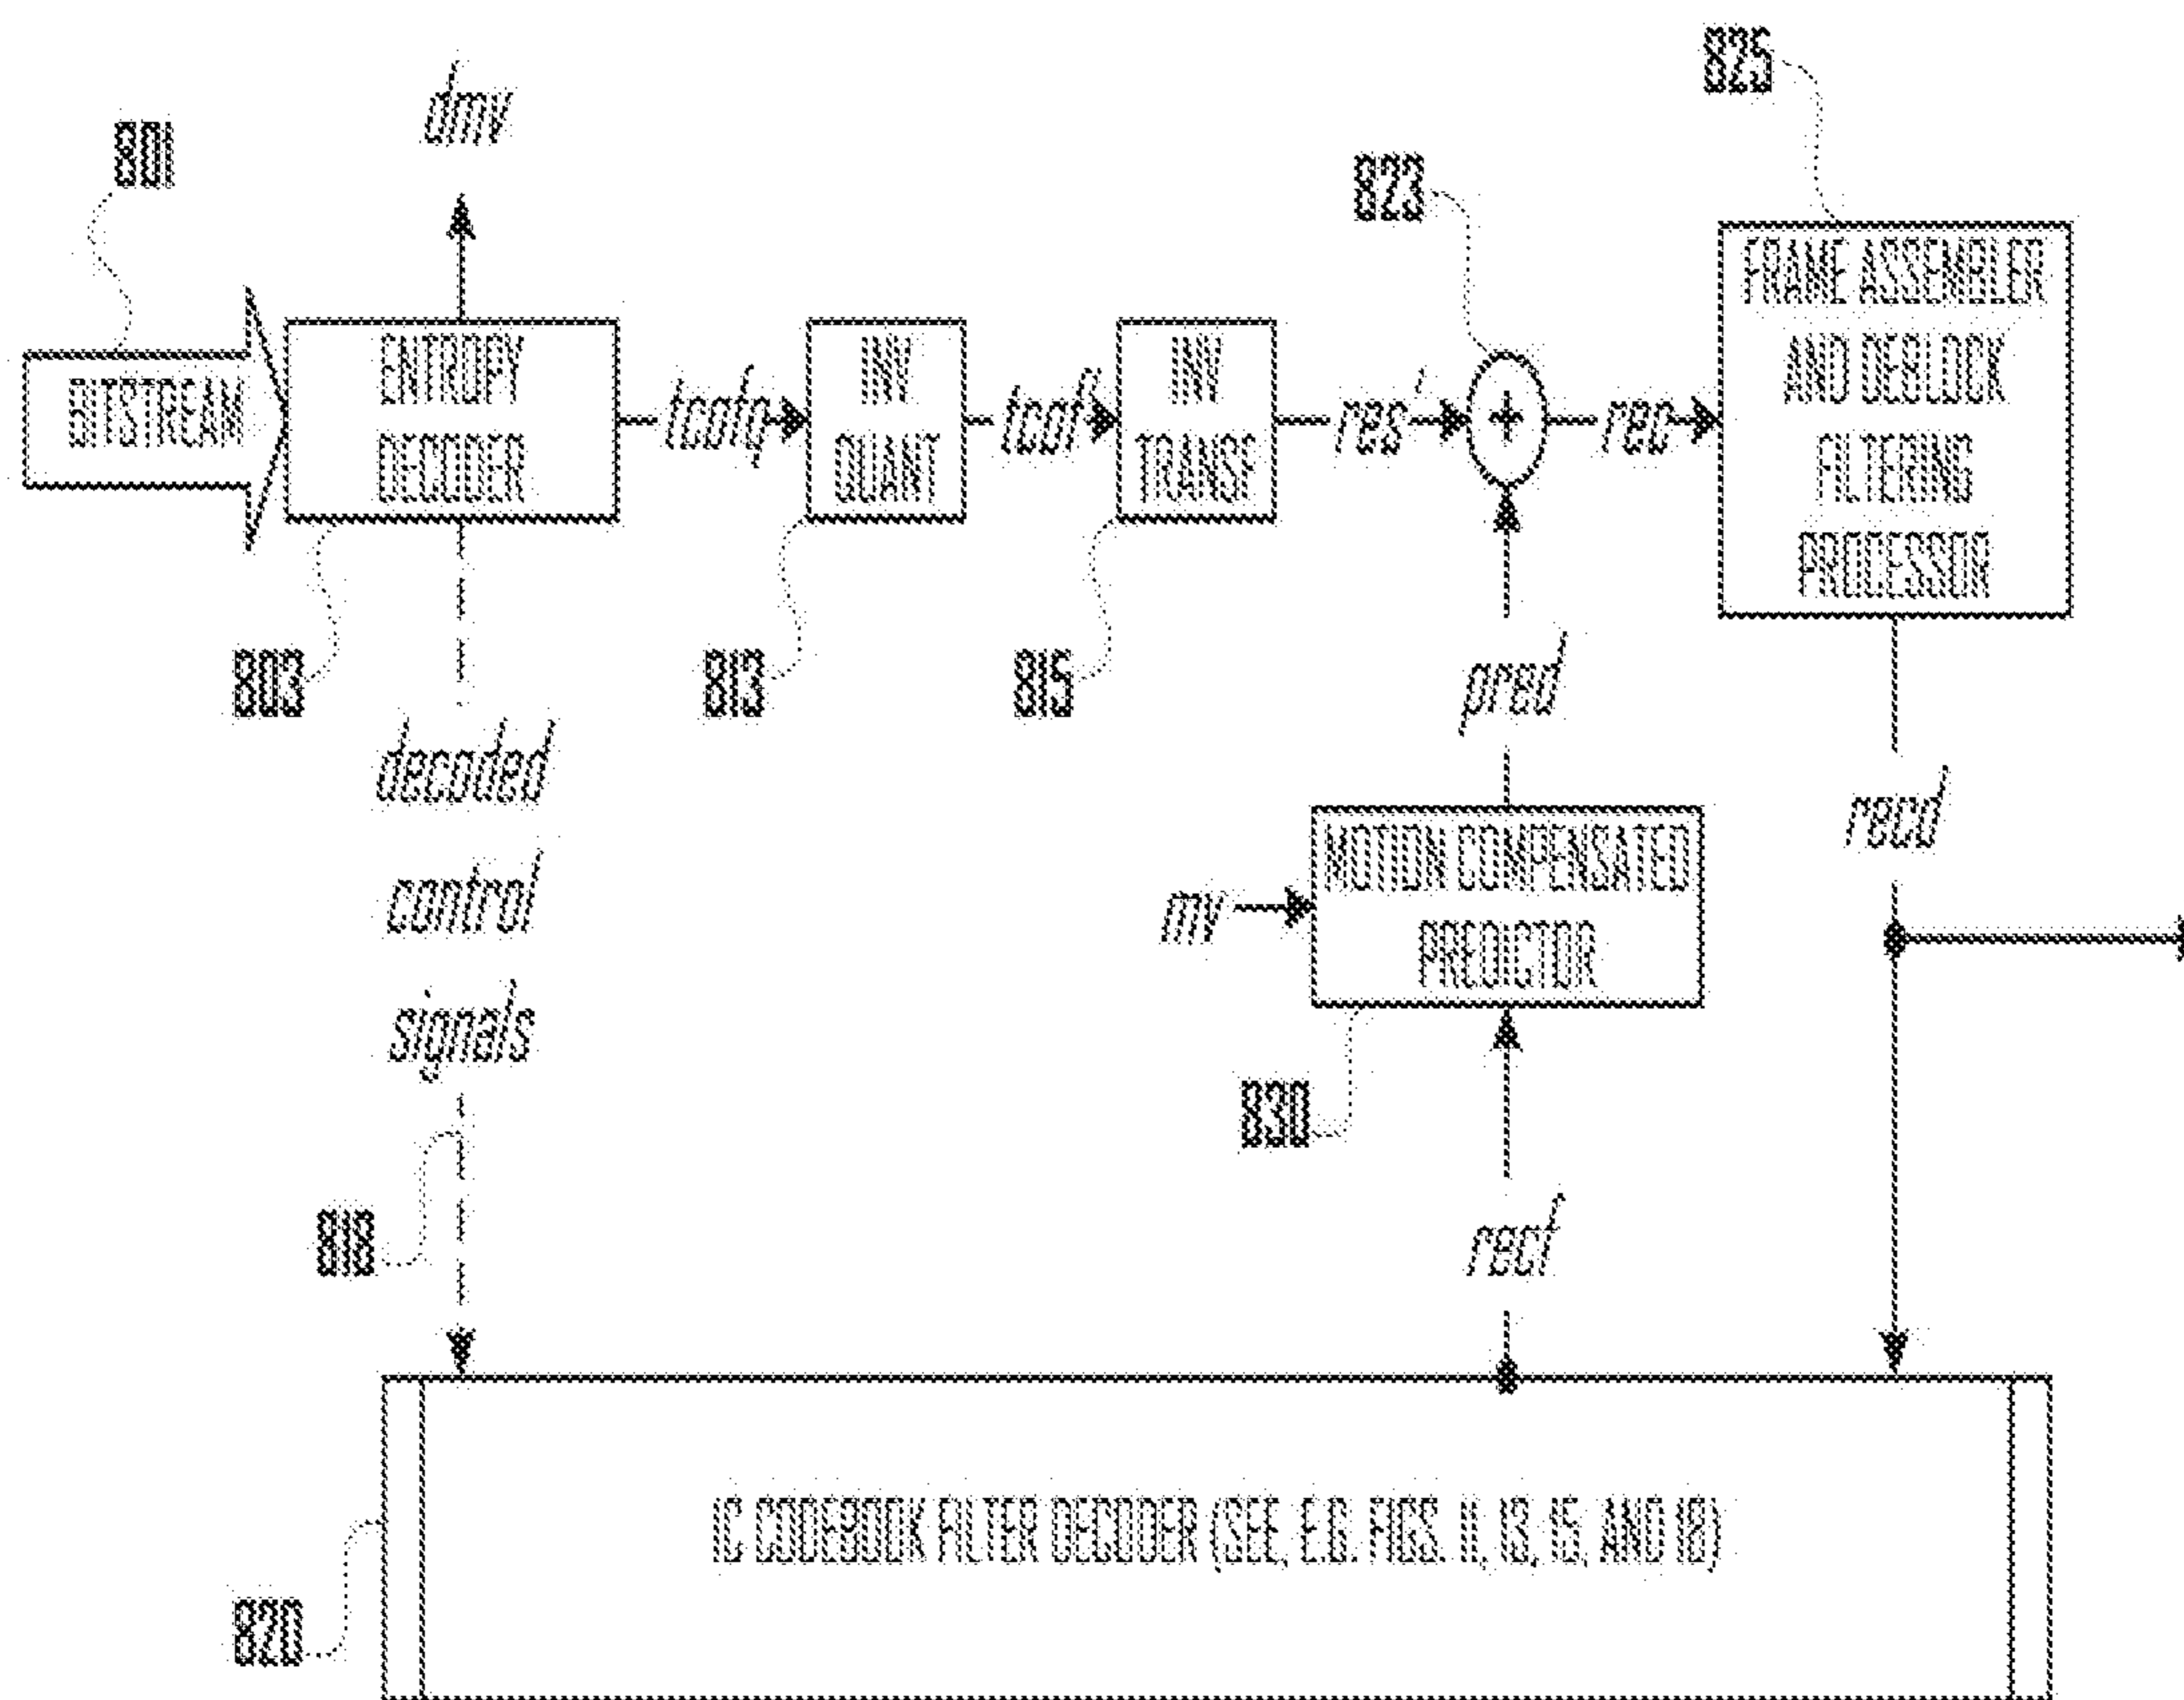 825
dmv
801
823
FRAME ASSEMBLER
AND DEBLOCK
FILTERING
PROCESSOR
BITSTREAM
ENTROPY
DECODER
tcofq
INV
QUANT
tcof'
INV
TRANSF
res'
+
rec
803
813
815
pred
decoded
control
signals
recd
MOTION COMPENSATED
PREDICTOR
mv
830
818
recf
IC CODEBOOK FILTER DECODER (SEE, E.G. FIGS. 11, 13, 15, AND 18)
820